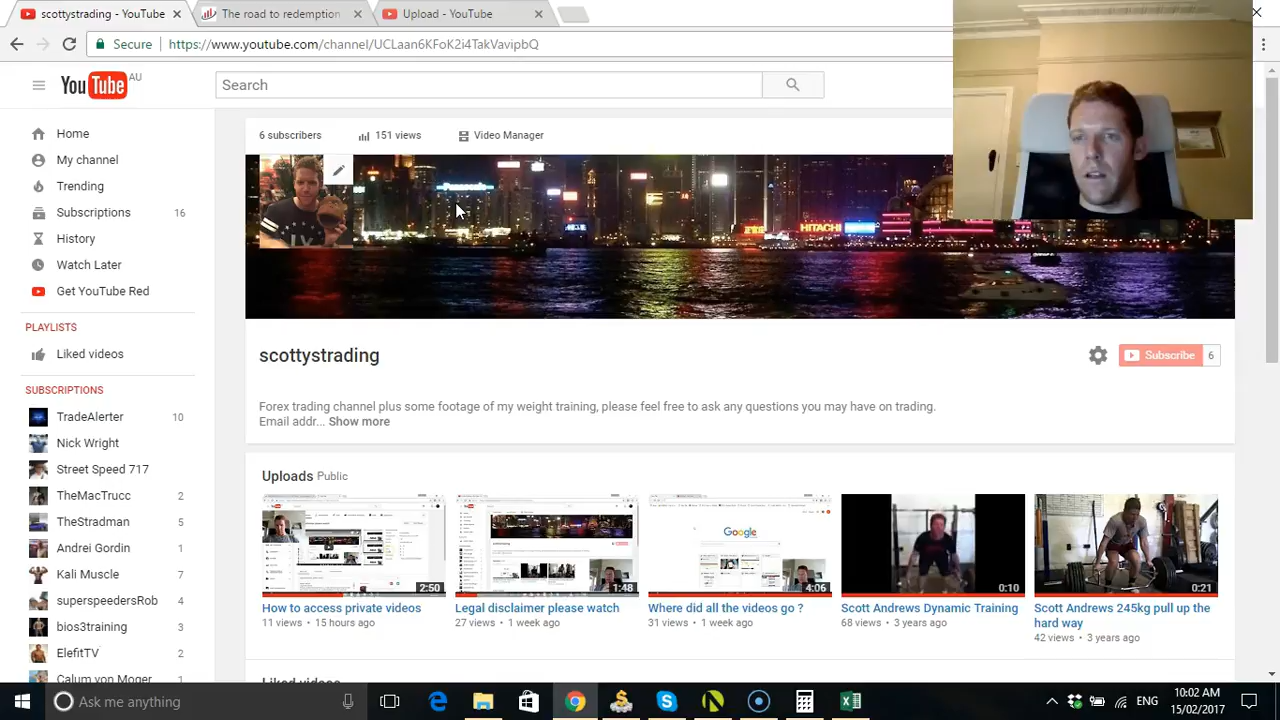 scottystrading - YouTube
The road to redemption
Upload - YouTube
Secure
https://www.youtube.com/channel/UCLaan6KFoK2i4TakVavipbQ
YouTube AU
Search
6 subscribers
151 views
Video Manager
Home
My channel
Trending
Subscriptions 16
History
Watch Later
Get YouTube Red
PLAYLISTS
Liked videos
SUBSCRIPTIONS
TradeAlerter 10
Nick Wright
Street Speed 717
TheMacTrucc 2
TheStradman 5
Andrei Gordin 1
Kali Muscle 7
superspeedersRob 4
bios3training 3
ElefitTV 2
Calum von Moger
HITACHI
scottystrading
Subscribe 6
Forex trading channel plus some footage of my weight training, please feel free to ask any questions you may have on trading.
Email addr... Show more
Uploads Public
2:50
1:48
Google
4:06
0:10
0:21
How to access private videos
11 views • 15 hours ago
Legal disclaimer please watch
27 views • 1 week ago
Where did all the videos go ?
31 views • 1 week ago
Scott Andrews Dynamic Training
68 views • 3 years ago
Scott Andrews 245kg pull up the
hard way
42 views • 3 years ago
Liked videos
Ask me anything
ENG
10:02 AM
15/02/2017